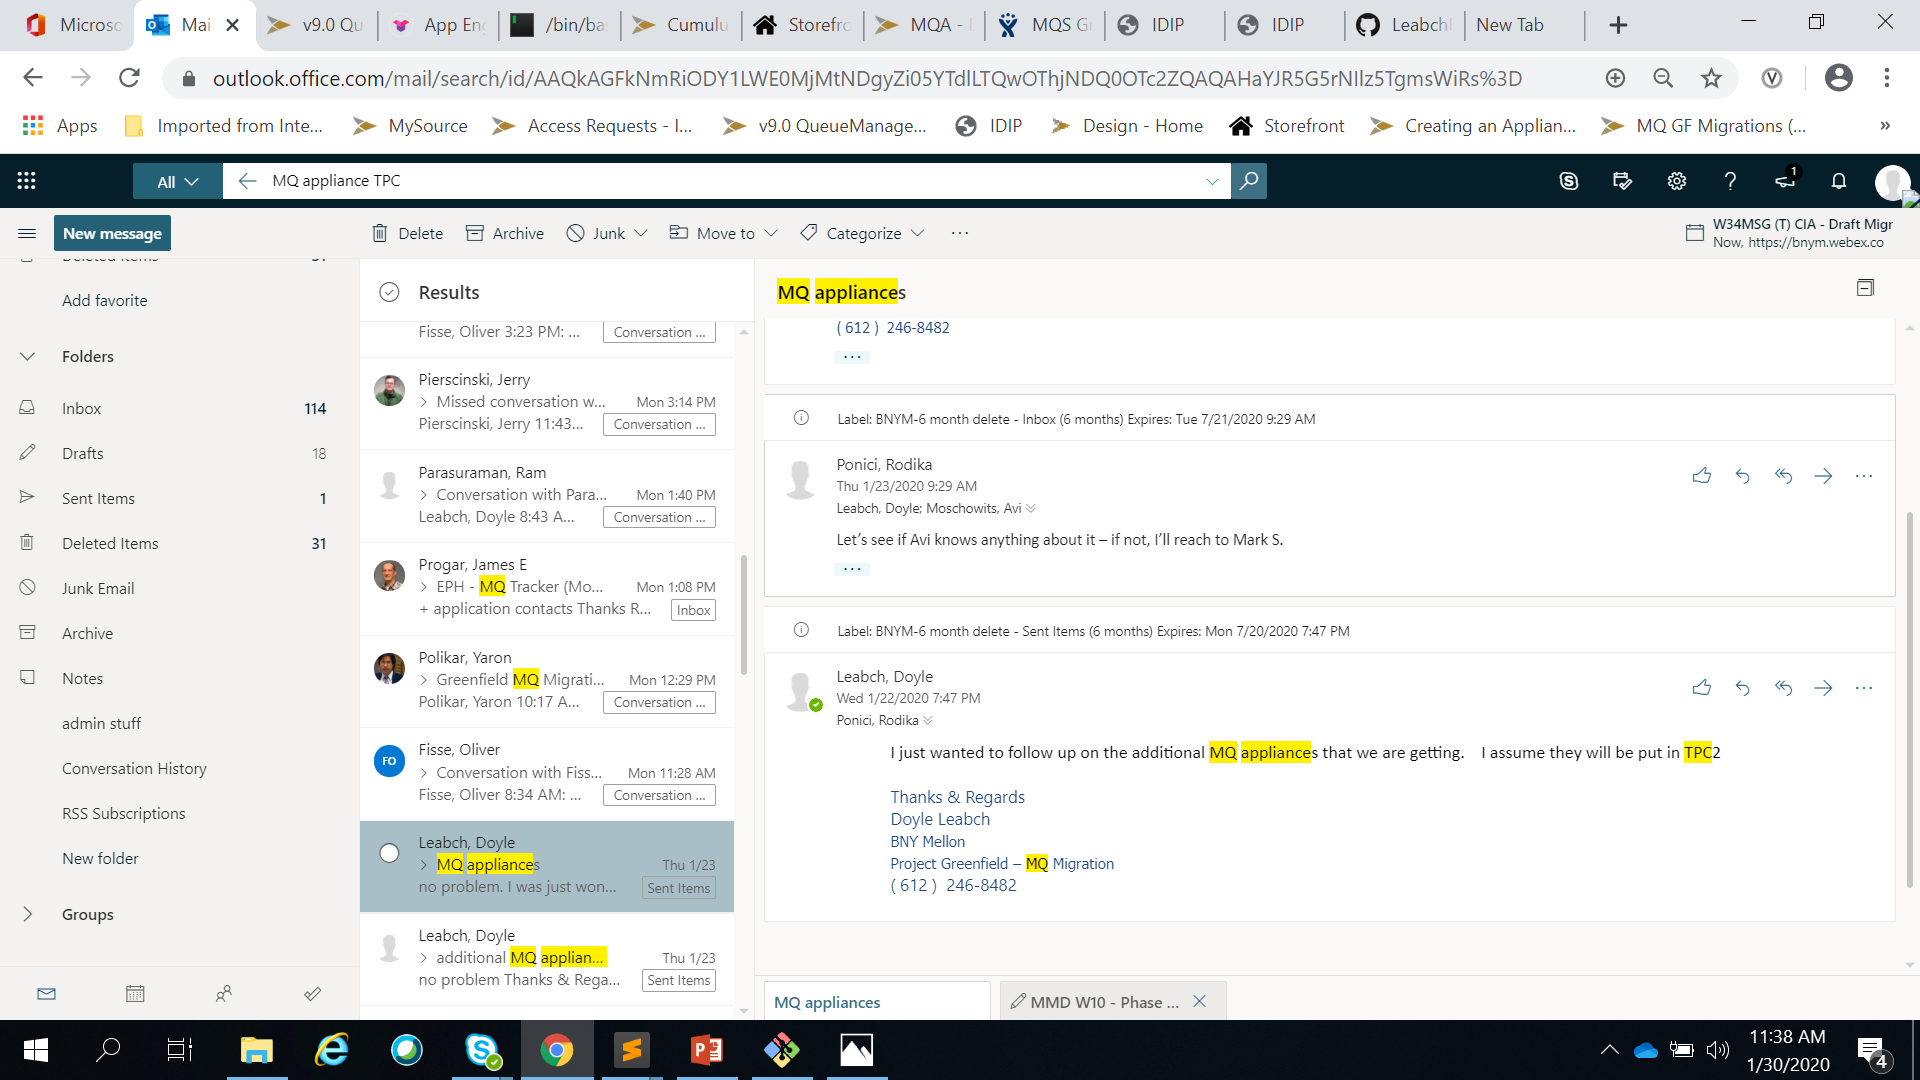 Microso
Mail
v9.0 Qu
App Eng
/bin/bas
Cumulu
Storefro
MQA -
MQS Gr
IDIP
IDIP
Leabch
New Tab
outlook.office.com/mail/search/id/AAQkAGFkNmRiODY1LWE0MjMtNDgyZi05YTdlLTQwOThjNDQ0OTc2ZQAQAHaYJR5G5rNIlz5TgmsWiRs%3D
Apps
Imported from Inte...
MySource
Access Requests - I...
v9.0 QueueManage...
IDIP
Design - Home
Storefront
Creating an Applian...
MQ GF Migrations (...
»
All
MQ appliance TPC
1
New message
Delete
Archive
Junk
Move to
Categorize
...
W34MSG (T) CIA - Draft Migr
Now, https://bnym.webex.co
Deleted Items 31
Add favorite
Folders
Inbox 114
Drafts 18
Sent Items 1
Deleted Items 31
Junk Email
Archive
Notes
admin stuff
Conversation History
RSS Subscriptions
New folder
Groups
Results
Fisse, Oliver 3:23 PM: ... Conversation ...
Pierscinski, Jerry
> Missed conversation w... Mon 3:14 PM
Pierscinski, Jerry 11:43... Conversation ...
Parasuraman, Ram
> Conversation with Para... Mon 1:40 PM
Leabch, Doyle 8:43 A... Conversation ...
Progar, James E
> EPH - MQ Tracker (Mo... Mon 1:08 PM
+ application contacts Thanks R... Inbox
Polikar, Yaron
> Greenfield MQ Migrati... Mon 12:29 PM
Polikar, Yaron 10:17 A... Conversation ...
FO
Fisse, Oliver
> Conversation with Fiss... Mon 11:28 AM
Fisse, Oliver 8:34 AM: ... Conversation ...
Leabch, Doyle
> MQ appliances Thu 1/23
no problem. I was just won... Sent Items
Leabch, Doyle
> additional MQ applian... Thu 1/23
no problem Thanks & Rega... Sent Items
MQ appliances
( 612 ) 246-8482
...
Label: BNYM-6 month delete - Inbox (6 months) Expires: Tue 7/21/2020 9:29 AM
Ponici, Rodika
Thu 1/23/2020 9:29 AM
Leabch, Doyle; Moschowits, Avi
Let's see if Avi knows anything about it – if not, I'll reach to Mark S.
...
Label: BNYM-6 month delete - Sent Items (6 months) Expires: Mon 7/20/2020 7:47 PM
Leabch, Doyle
Wed 1/22/2020 7:47 PM
Ponici, Rodika
I just wanted to follow up on the additional MQ appliances that we are getting. I assume they will be put in TPC2
Thanks & Regards
Doyle Leabch
BNY Mellon
Project Greenfield – MQ Migration
( 612 ) 246-8482
MQ appliances
MMD W10 - Phase ...
11:38 AM
1/30/2020
4